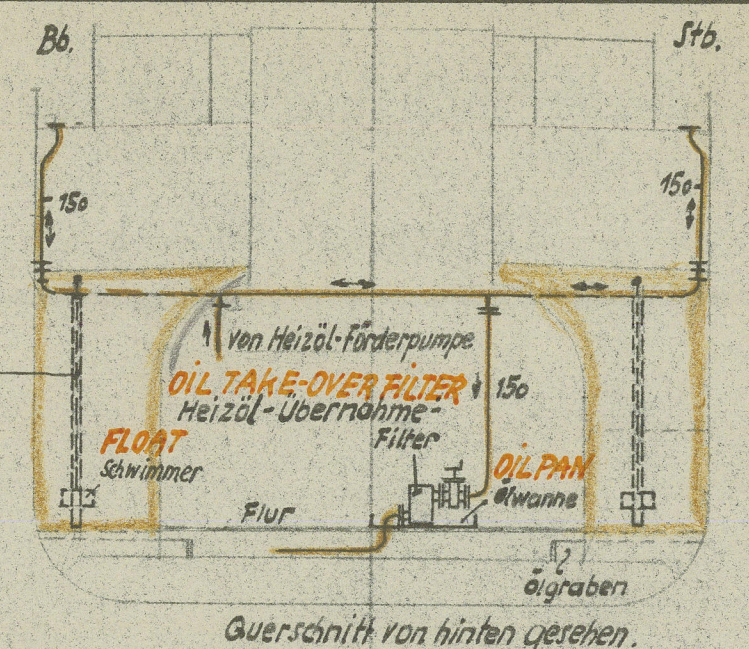 Bb.
Stb.
150
150
von Heizöl-Förderpumpe
OIL TAKE-OVER FILTER
150
Heizöl-Übernahme-
Filter
FLOAT
Schwimmer
OIL PAN
Ölwanne
Flur
Ölgraben
Querschnitt von hinten gesehen.